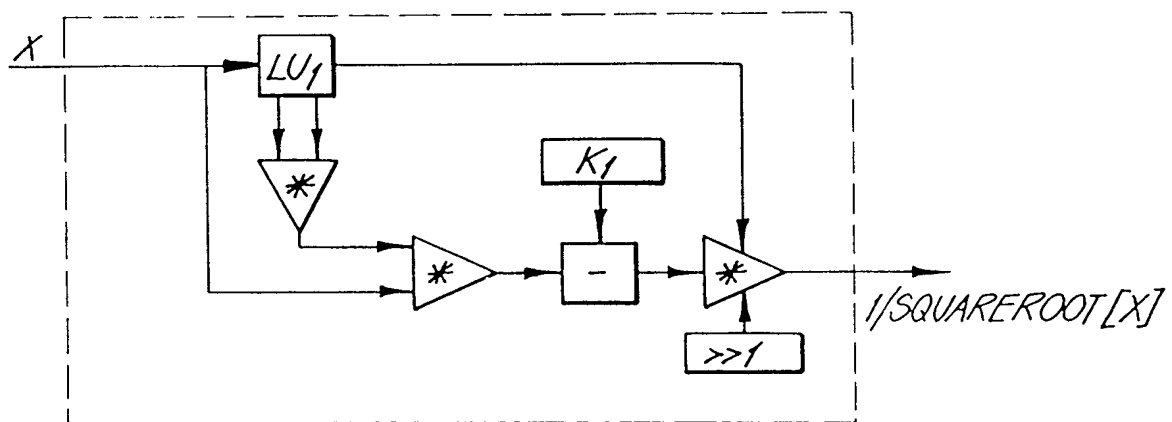 X
LU1
*
K1
*
-
*
1/SQUAREROOT[X]
>>1